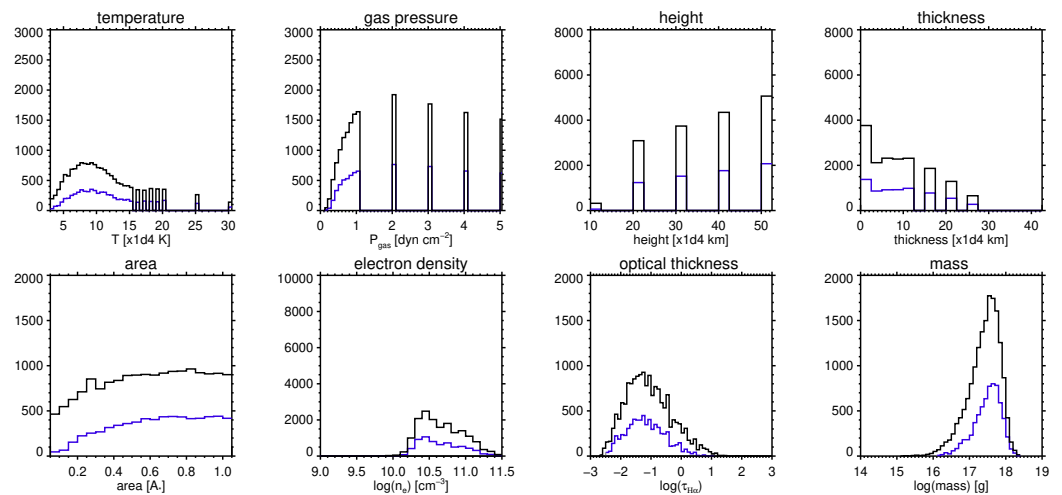 temperature
gas pressure
height
thickness
3000
2500
2000
1500
1000
500
0
5 10 15 20 25 30
T [x1d4 K]
3000
2500
2000
1500
1000
500
0
0 1 2 3 4 5
P_gas [dyn cm⁻²]
8000
6000
4000
2000
0
10 20 30 40 50
height [x1d4 km]
8000
6000
4000
2000
0
0 10 20 30 40
thickness [x1d4 km]
area
electron density
optical thickness
mass
2000
1500
1000
500
0
0.2 0.4 0.6 0.8 1.0
area [A*]
10000
8000
6000
4000
2000
0
9.0 9.5 10.0 10.5 11.0 11.5
log(nₑ) [cm⁻³]
2000
1500
1000
500
0
−3 −2 −1 0 1 2 3
log(τ_Hα)
2000
1500
1000
500
0
14 15 16 17 18 19
log(mass) [g]